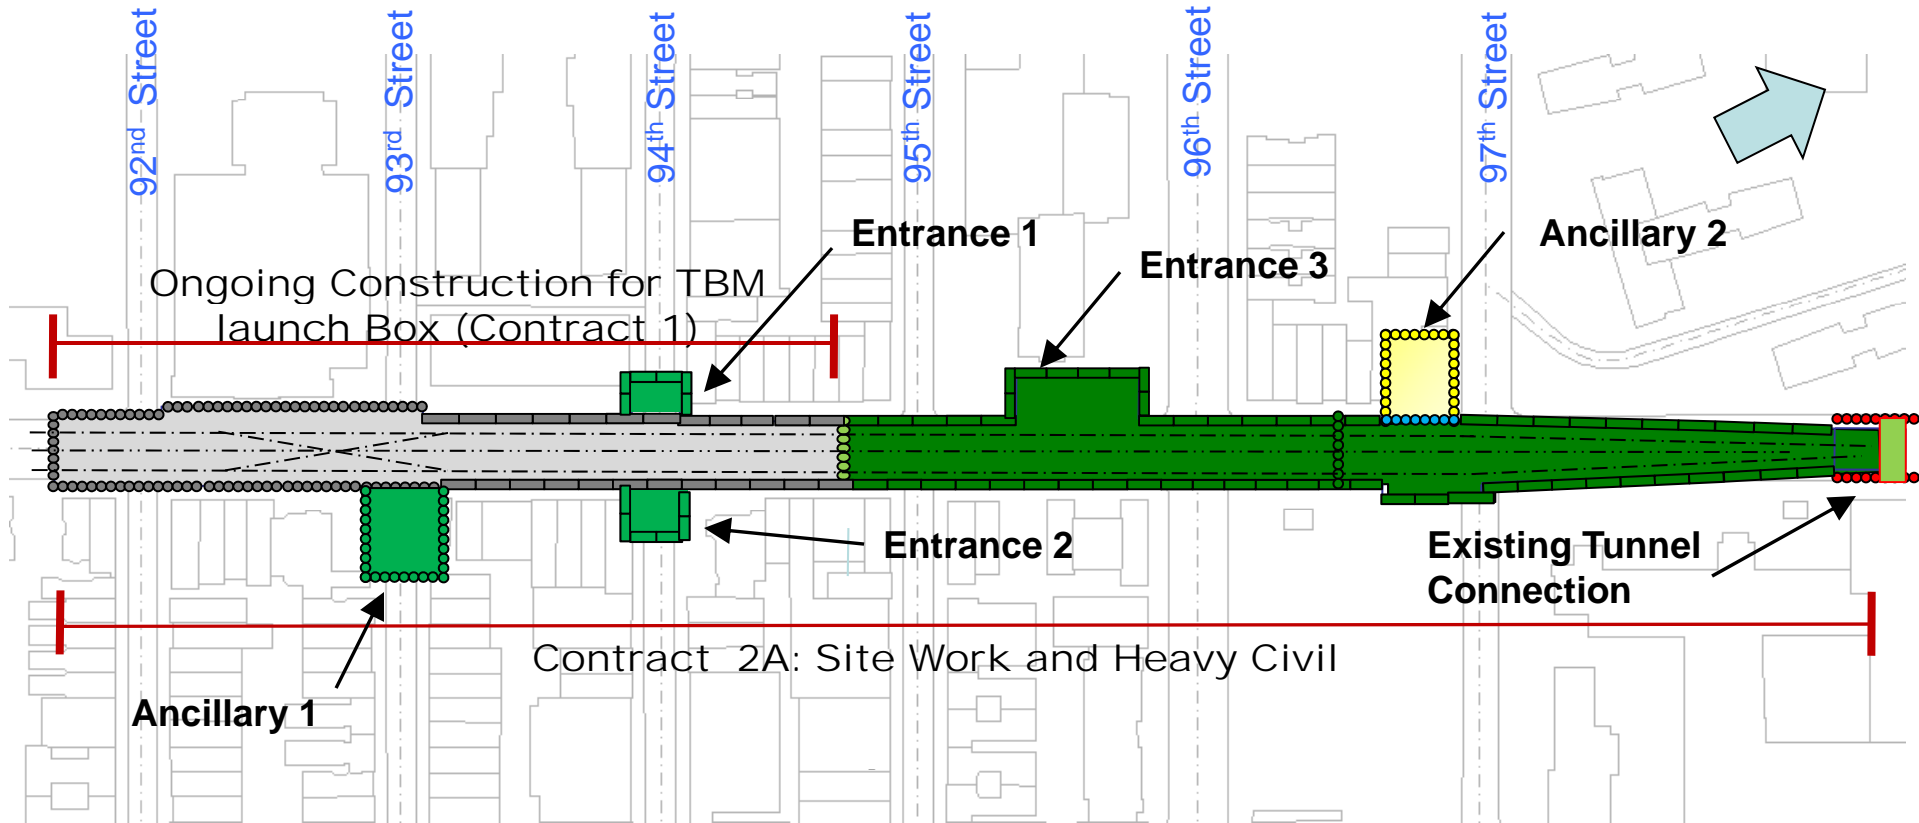 92nd Street
93rd Street
94th Street
95th Street
96th Street
97th Street
Entrance 1
Ancillary 2
Entrance 3
Ongoing Construction for TBM
launch Box (Contract 1)
Entrance 2
Existing Tunnel
Connection
Contract 2A: Site Work and Heavy Civil
Ancillary 1